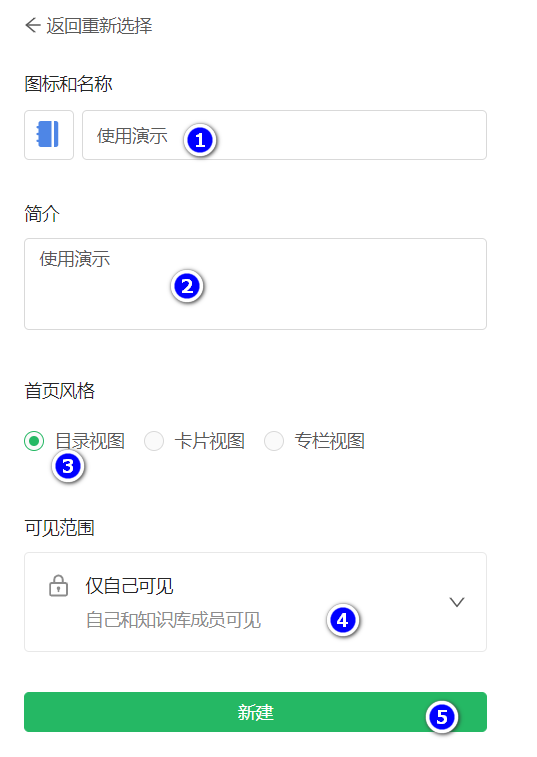 返回重新选择
图标和名称
使用演示 1
简介
使用演示
2
首页风格
目录视图 卡片视图 专栏视图
3
可见范围
仅自己可见
自己和知识库成员可见 4
新建 5